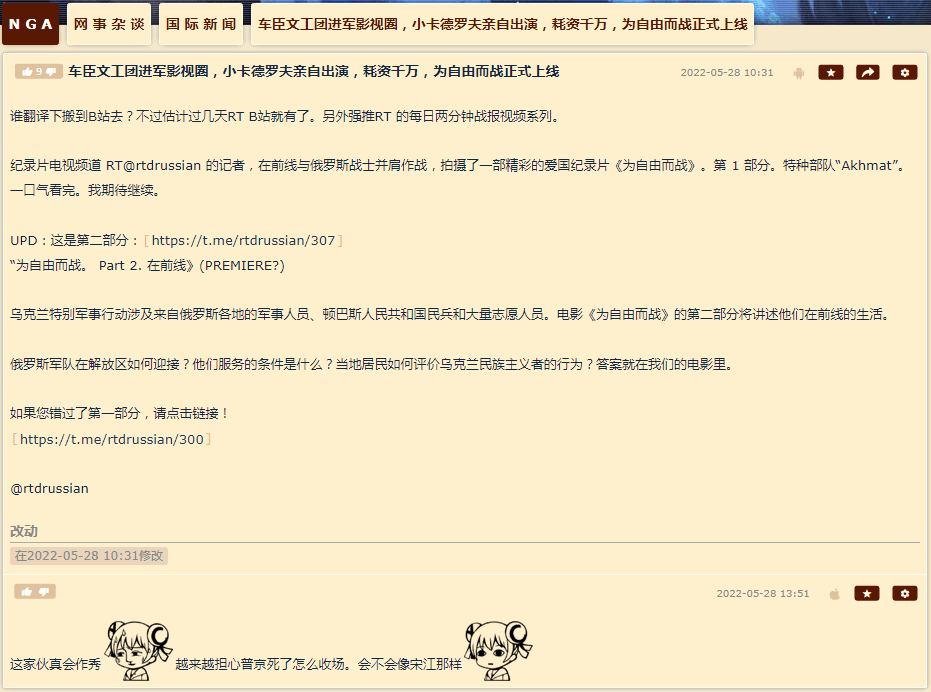 NGA
网事杂谈
国际新闻
车臣文工团进军影视圈，小卡德罗夫亲自出演，耗资千万，为自由而战正式上线
9 车臣文工团进军影视圈，小卡德罗夫亲自出演，耗资千万，为自由而战正式上线 2022-05-28 10:31
谁翻译下搬到B站去？不过估计过几天RT B站就有了。另外强推RT 的每日两分钟战报视频系列。
纪录片电视频道 RT@rtdrussian 的记者，在前线与俄罗斯战士并肩作战，拍摄了一部精彩的爱国纪录片《为自由而战》。第 1 部分。特种部队“Akhmat”。
一口气看完。我期待继续。
UPD：这是第二部分：[https://t.me/rtdrussian/307]
“为自由而战。 Part 2. 在前线》(PREMIERE?)
乌克兰特别军事行动涉及来自俄罗斯各地的军事人员、顿巴斯人民共和国民兵和大量志愿人员。电影《为自由而战》的第二部分将讲述他们在前线的生活。
俄罗斯军队在解放区如何迎接？他们服务的条件是什么？当地居民如何评价乌克兰民族主义者的行为？答案就在我们的电影里。
如果您错过了第一部分，请点击链接！
[https://t.me/rtdrussian/300]
@rtdrussian
改动
在2022-05-28 10:31修改
2022-05-28 13:51
这家伙真会作秀 越来越担心普京死了怎么收场。会不会像宋江那样